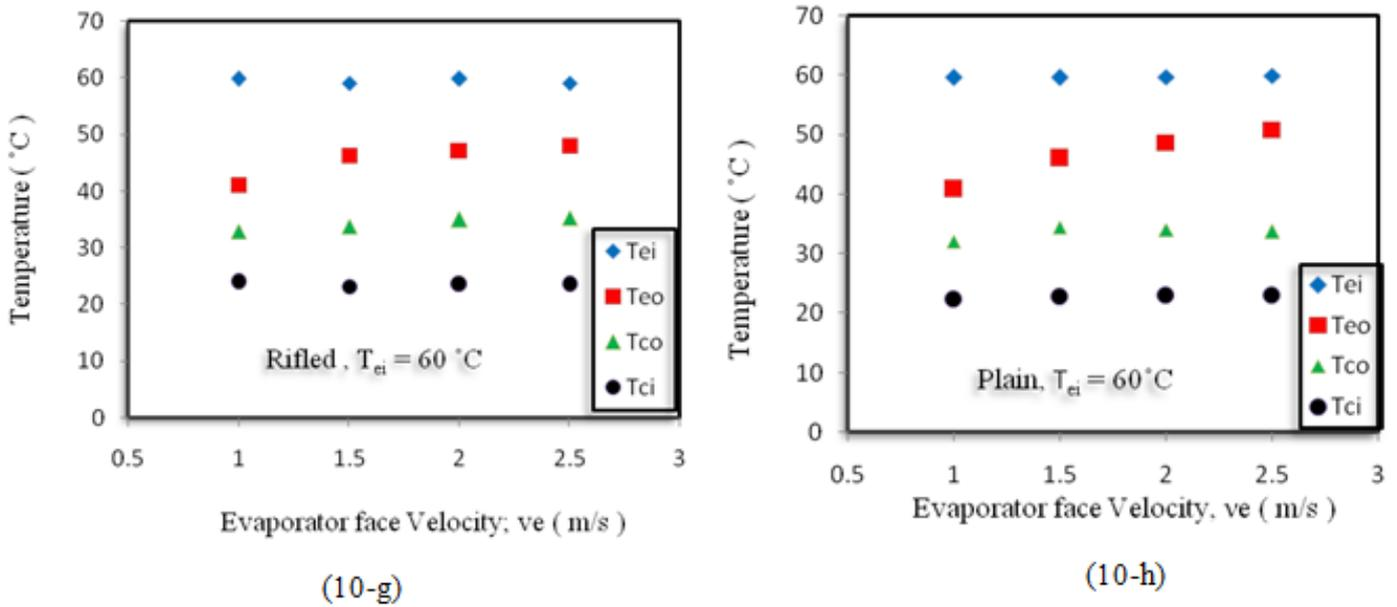 70
60
50
40
30
20
10
0
Temperature ( ˚C )
Tei
Teo
Tco
Tci
Rifled , Tei = 60 ˚C
0.5 1 1.5 2 2.5 3
Evaporator face Velocity; ve ( m/s )
(10-g)
70
60
50
40
30
20
10
0
Temperature ( ˚C )
Tei
Teo
Tco
Tci
Plain, Tei = 60˚C
0.5 1 1.5 2 2.5 3
Evaporator face Velocity, ve ( m/s )
(10-h)